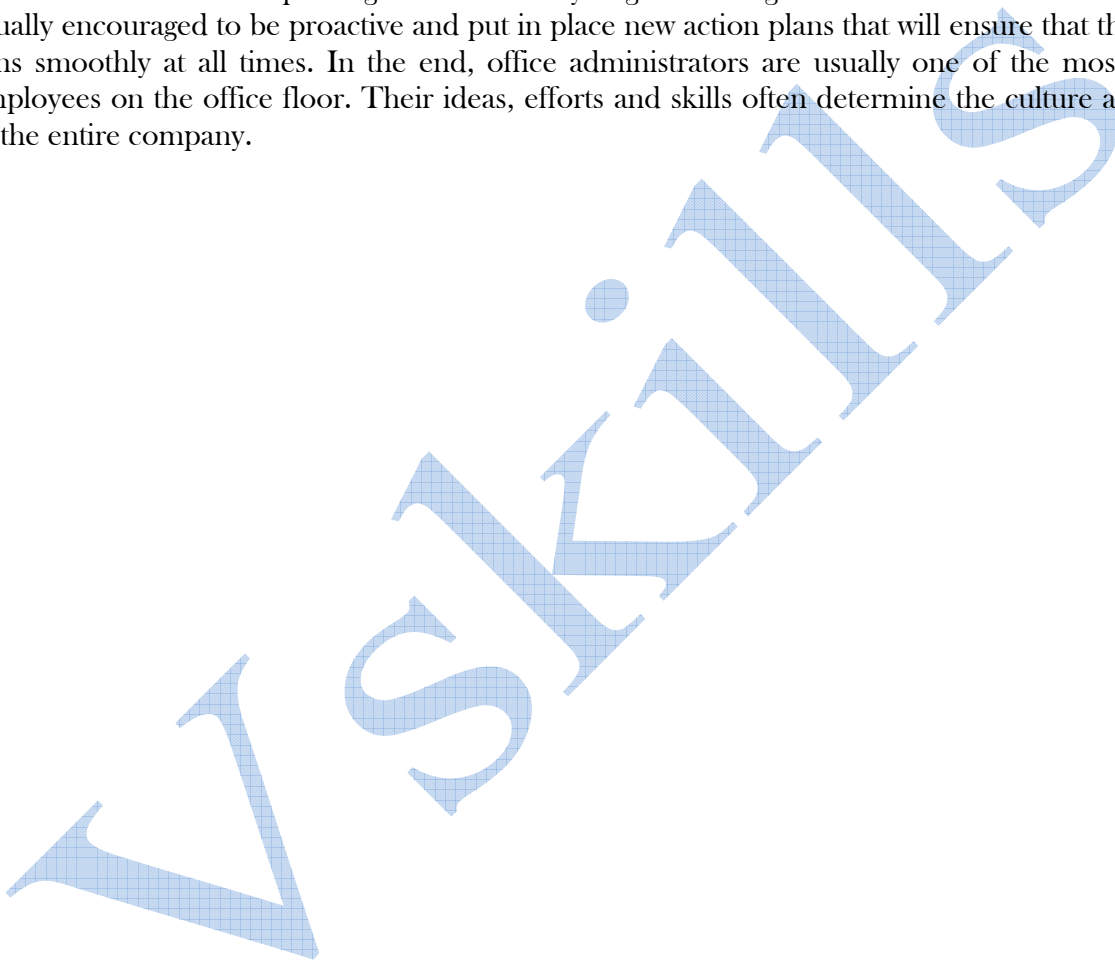 ually encouraged to be proactive and put in place new action plans that will ensure that th
ns smoothly at all times. In the end, office administrators are usually one of the mos
nployees on the office floor. Their ideas, efforts and skills often determine the culture a
the entire company.
Vskills